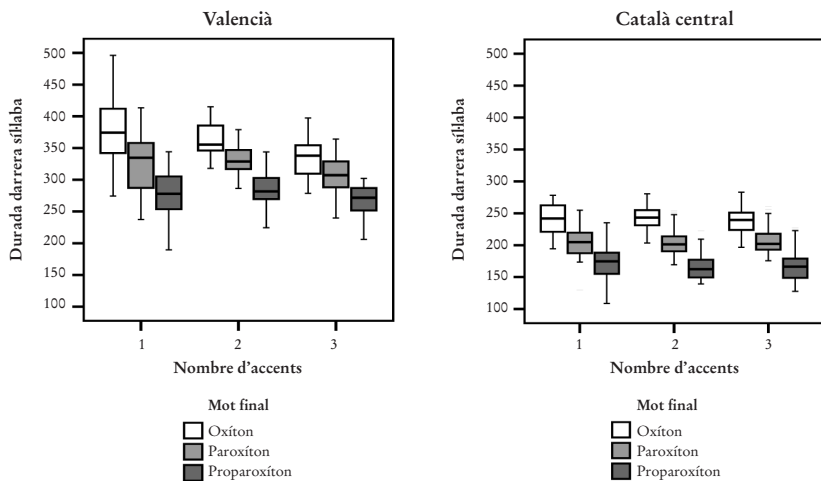 Valencià
Durada darrera síl·laba
500
450
400
350
300
250
200
150
100
1 2 3
Nombre d'accents
Mot final
Oxíton
Paroxíton
Proparoxíton
Català central
Durada darrera síl·laba
500
450
400
350
300
250
200
150
100
1 2 3
Nombre d'accents
Mot final
Oxíton
Paroxíton
Proparoxíton